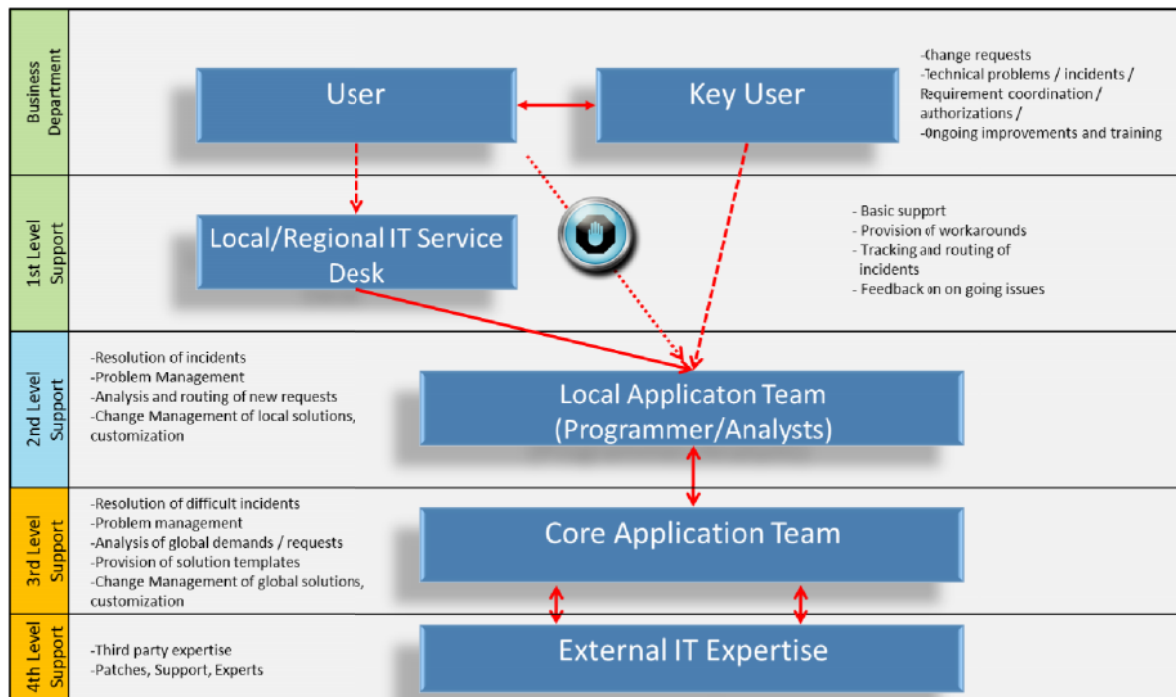 Business
Department
User
Key User
-Change requests
-Technical problems / incidents /
Requirement coordination /
authorizations /
-Ongoing improvements and training
1st Level
Support
Local/Regional IT Service
Desk
- Basic support
- Provision of workarounds
- Tracking and routing of
incidents
- Feedback on on going issues
2nd Level
Support
-Resolution of incidents
-Problem Management
-Analysis and routing of new requests
-Change Management of local solutions,
customization
Local Applicaton Team
(Programmer/Analysts)
3rd Level
Support
-Resolution of difficult incidents
-Problem management
-Analysis of global demands / requests
-Provision of solution templates
-Change Management of global solutions,
customization
Core Application Team
4th Level
Support
-Third party expertise
-Patches, Support, Experts
External IT Expertise